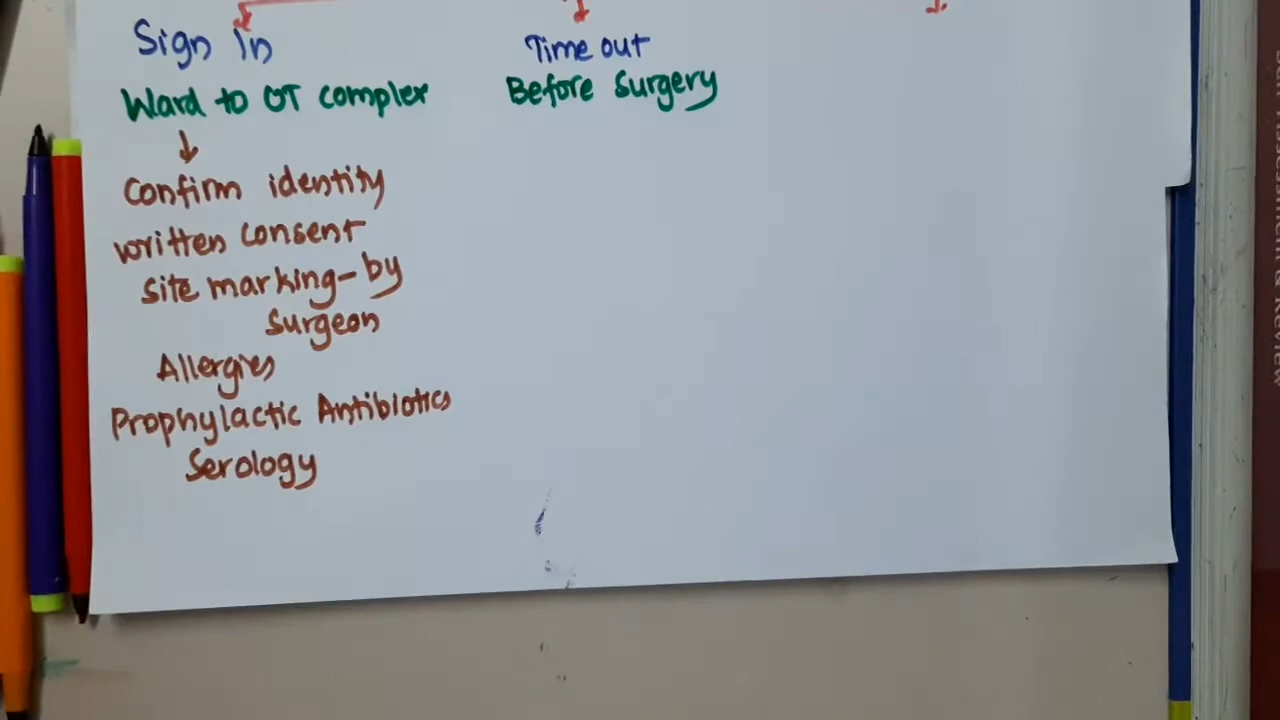 Sign In
Ward to OT complex
Confirm identity
written consent
Site marking - by
Surgeon
Allergies
Prophylactic Antibiotics
Serology
Time out
Before Surgery